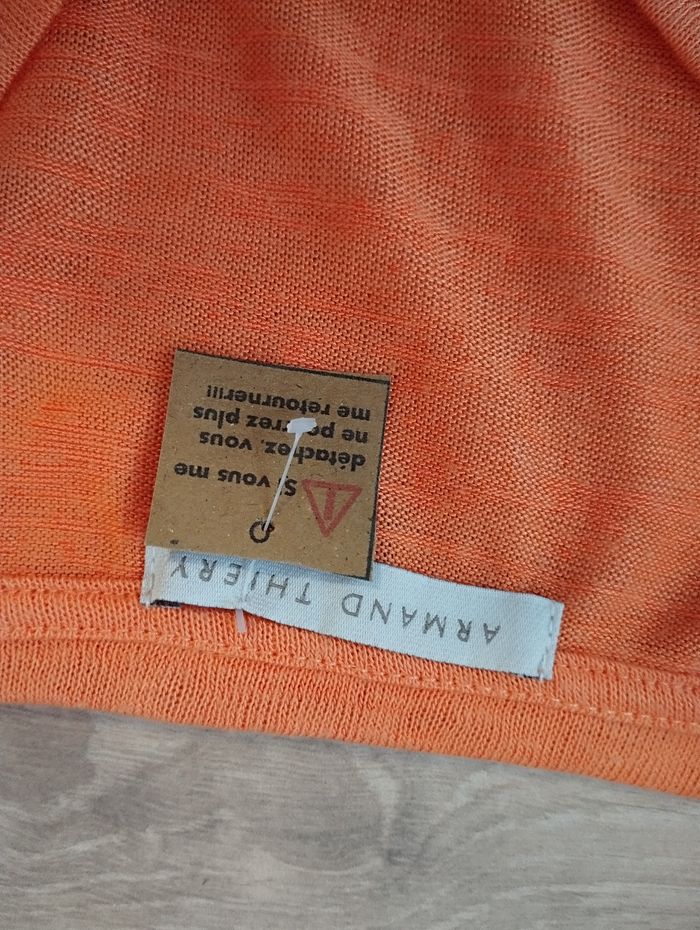 Si vous me
détachez, vous
ne pourrez plus
me retourner!!!
ARMAND THIERY